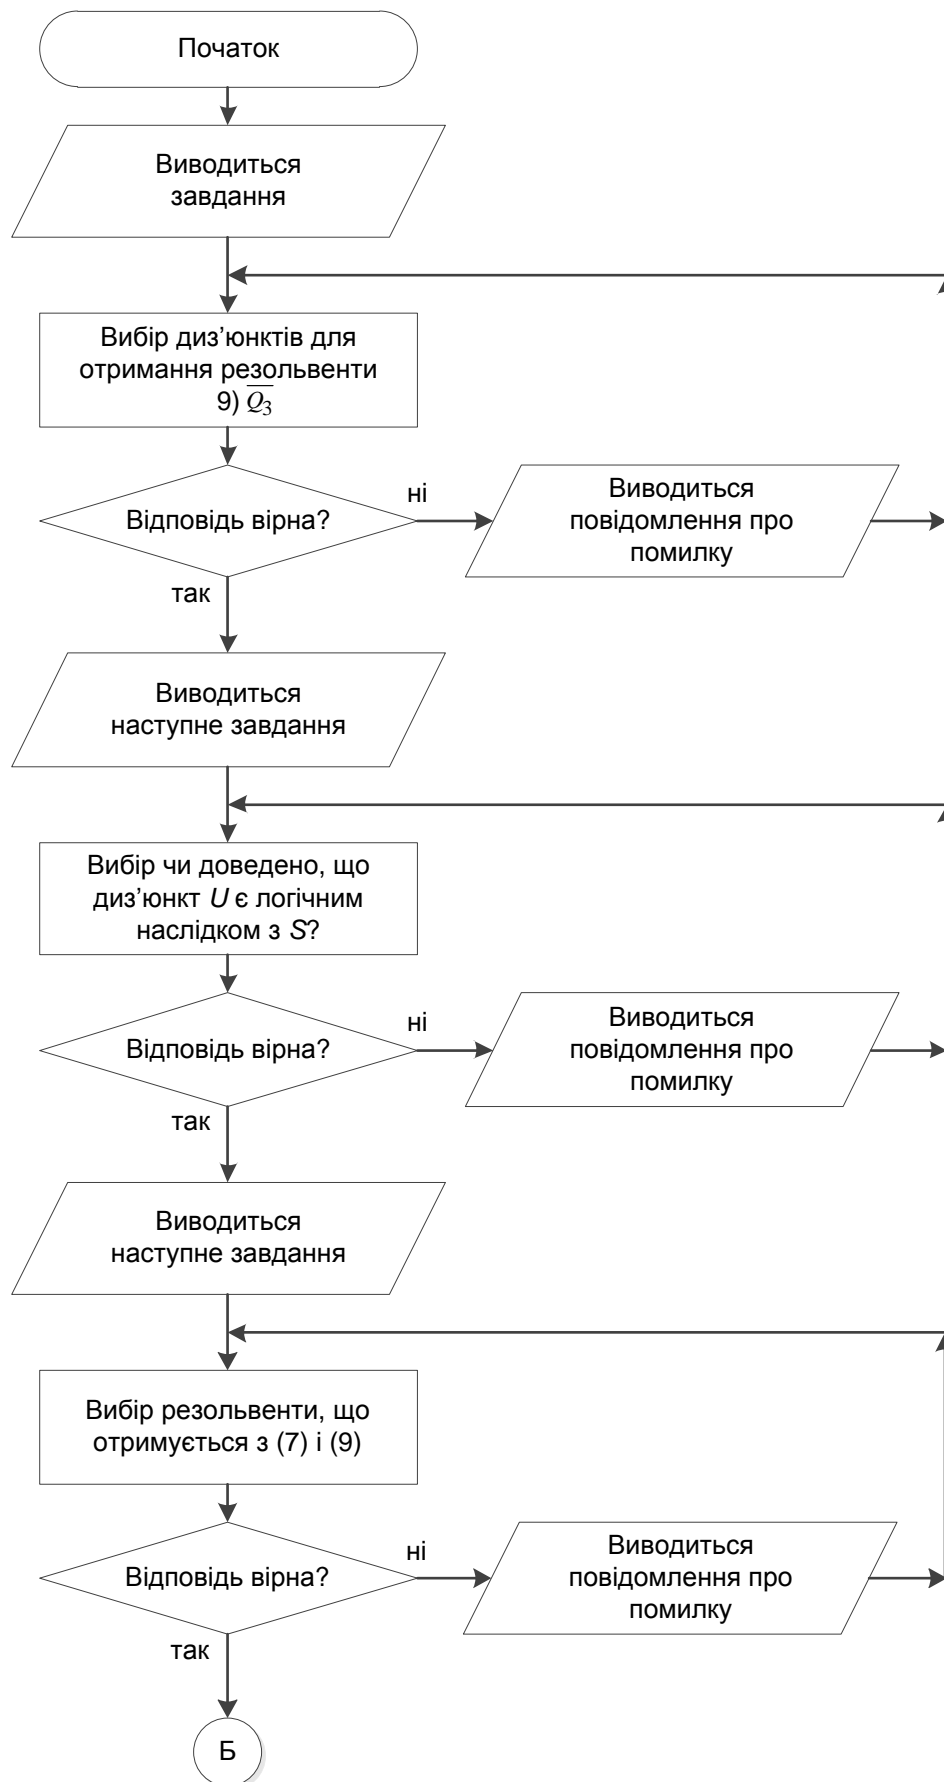 Початок
Виводиться
завдання
Вибір диз’юнктів для
отримання резольвенти
9) $\overline{Q_3}$
Відповідь вірна?
ні
Виводиться
повідомлення про
помилку
так
Виводиться
наступне завдання
Вибір чи доведено, що
диз’юнкт U є логічним
наслідком з S?
Відповідь вірна?
ні
Виводиться
повідомлення про
помилку
так
Виводиться
наступне завдання
Вибір резольвенти, що
отримується з (7) і (9)
Відповідь вірна?
ні
Виводиться
повідомлення про
помилку
так
Б